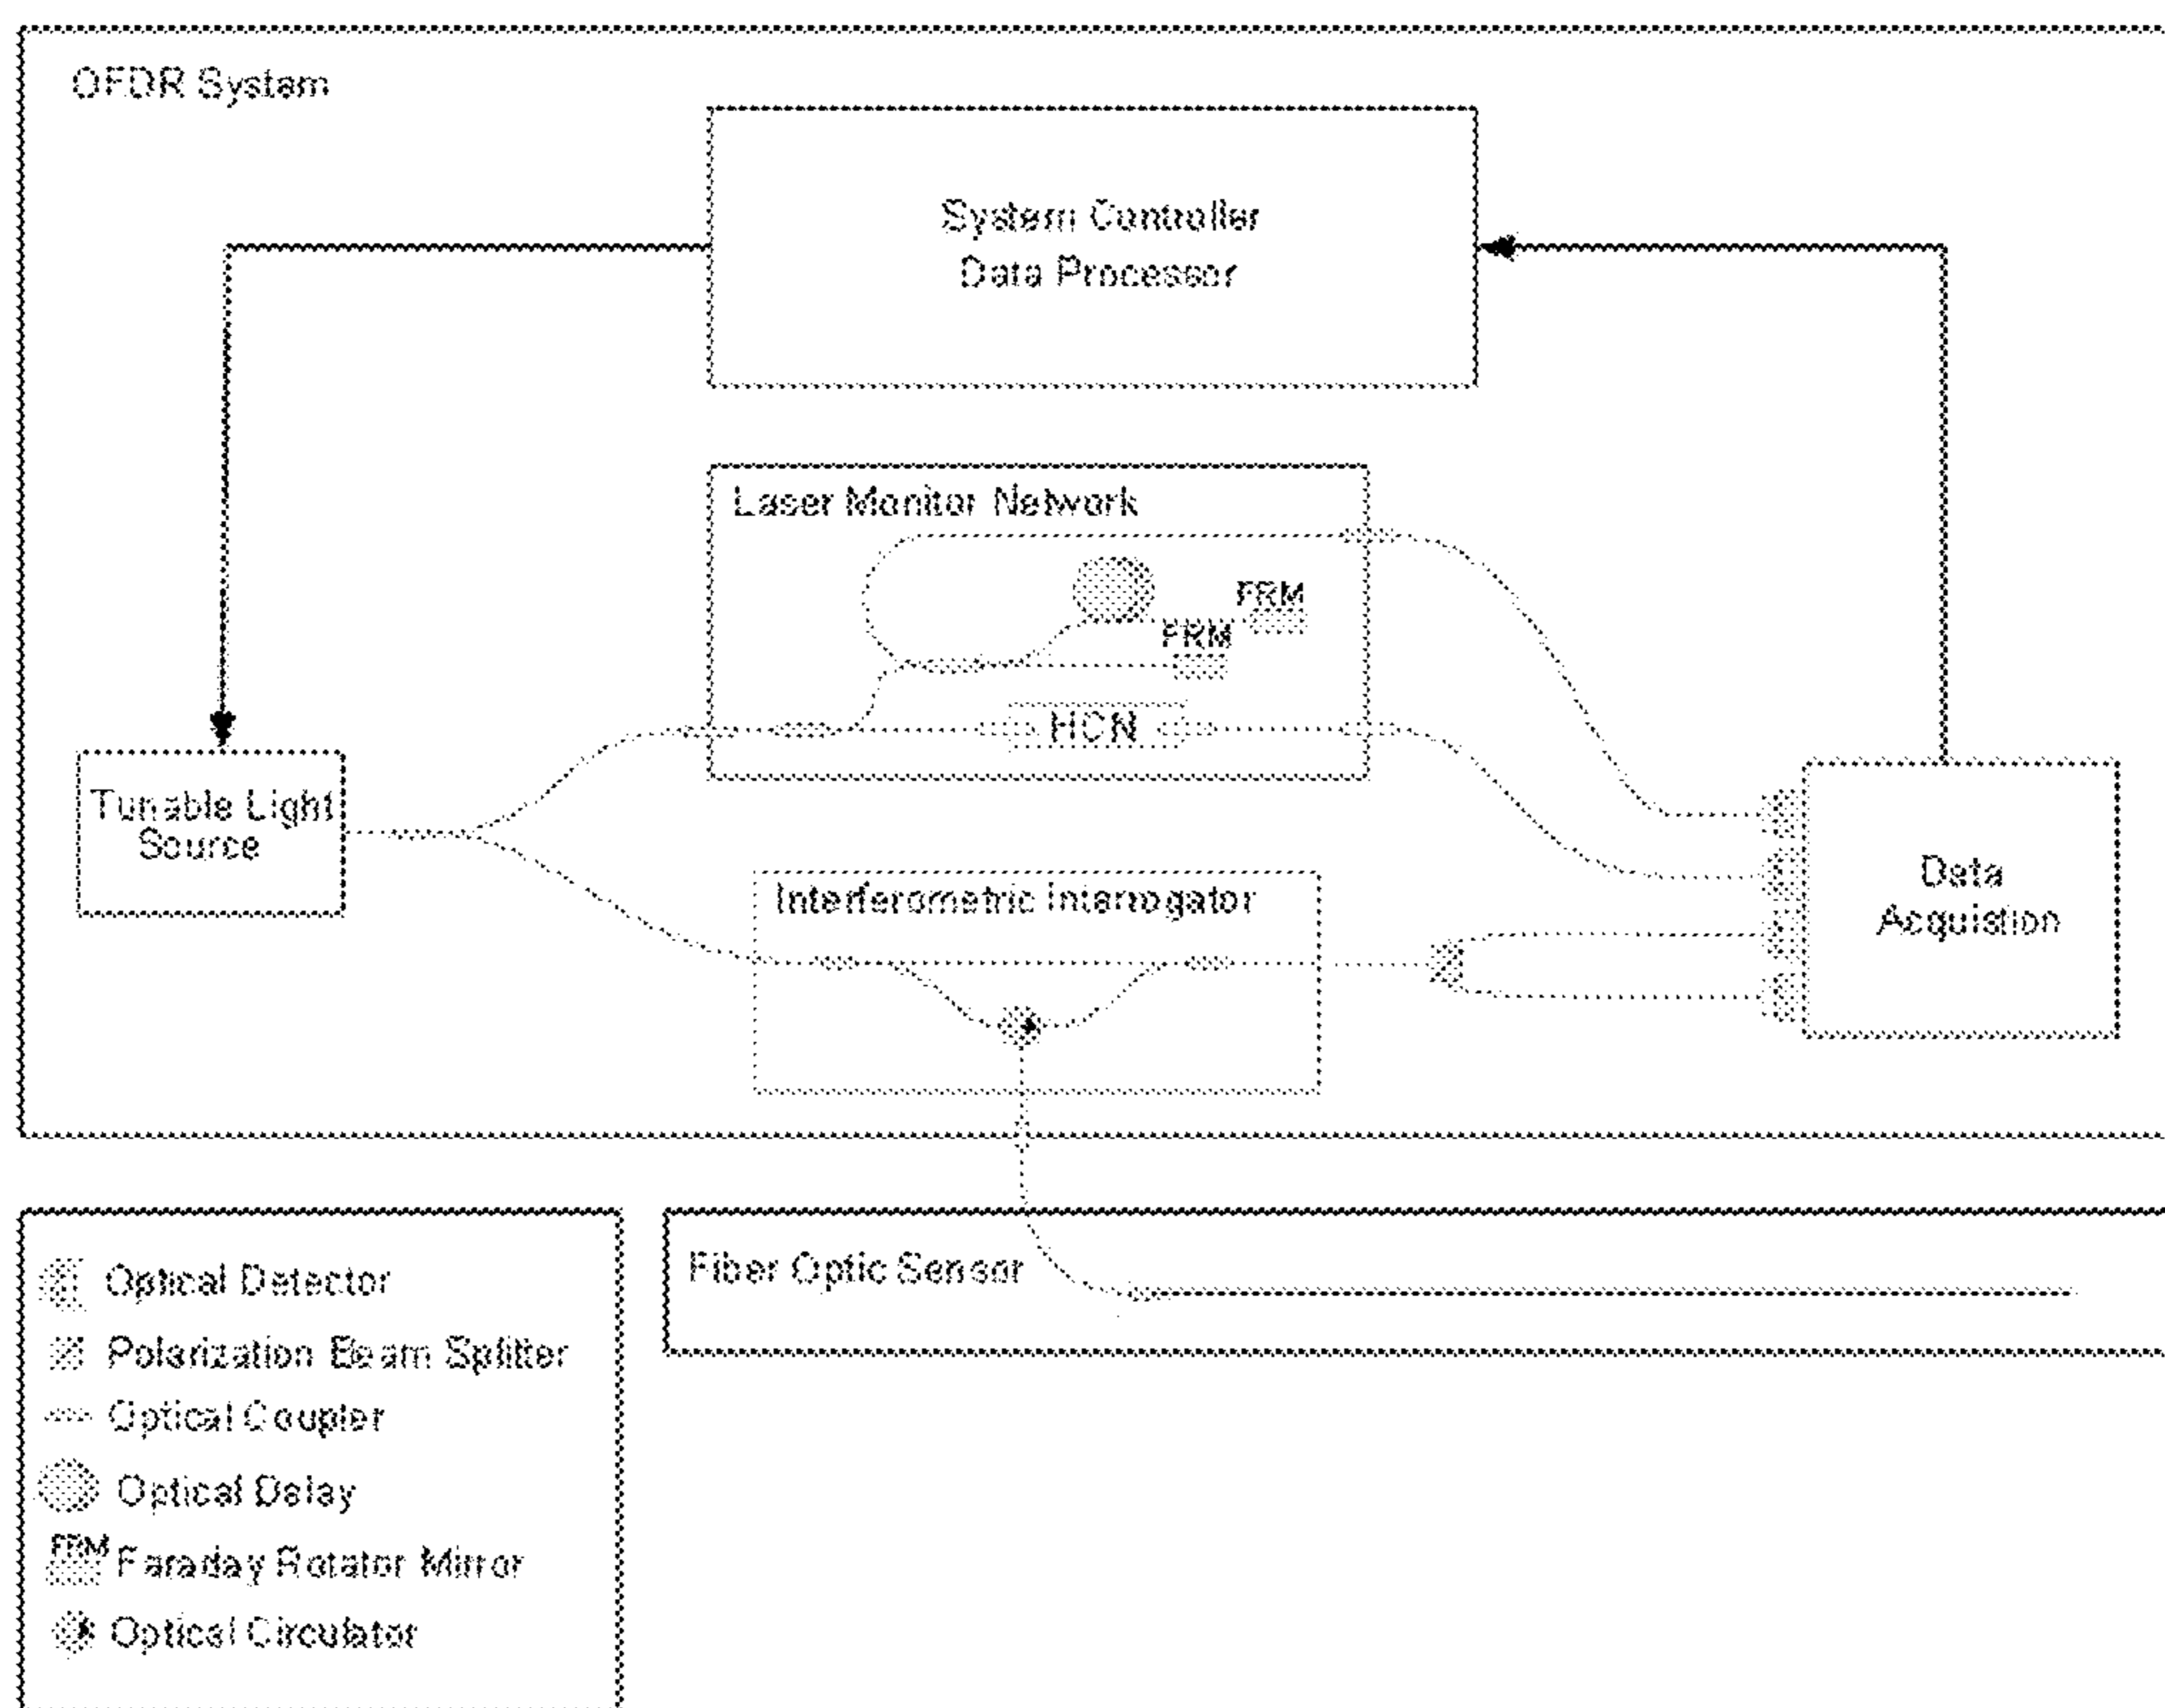 OFDR System
System Controller
Data Processor
Laser Monitor Network
FRM
FRM
HCN
Tunable Light
Source
Interferometric Interrogator
Data
Acquistion
Fiber Optic Sensor
Optical Detector
Polarization Beam Splitter
Optical Coupler
Optical Delay
FRM Faraday Rotator Mirror
Optical Circulator